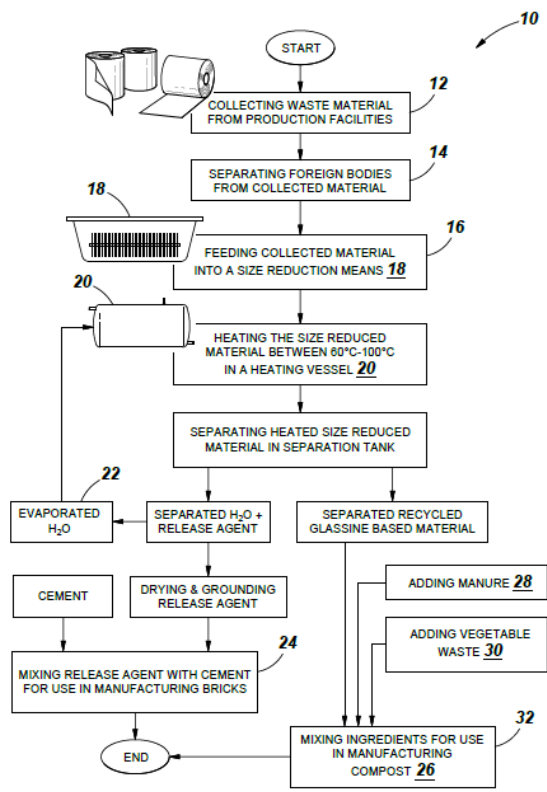 10
START
12
COLLECTING WASTE MATERIAL
FROM PRODUCTION FACILITIES
14
SEPARATING FOREIGN BODIES
FROM COLLECTED MATERIAL
18
16
FEEDING COLLECTED MATERIAL
INTO A SIZE REDUCTION MEANS 18
20
HEATING THE SIZE REDUCED
MATERIAL BETWEEN 60°C-100°C
IN A HEATING VESSEL 20
SEPARATING HEATED SIZE REDUCED
MATERIAL IN SEPARATION TANK
22
EVAPORATED
H₂O
SEPARATED H₂O +
RELEASE AGENT
SEPARATED RECYCLED
GLASSINE BASED MATERIAL
CEMENT
DRYING & GROUNDING
RELEASE AGENT
ADDING MANURE 28
ADDING VEGETABLE
WASTE 30
24
MIXING RELEASE AGENT WITH CEMENT
FOR USE IN MANUFACTURING BRICKS
32
END
MIXING INGREDIENTS FOR USE
IN MANUFACTURING
COMPOST 26